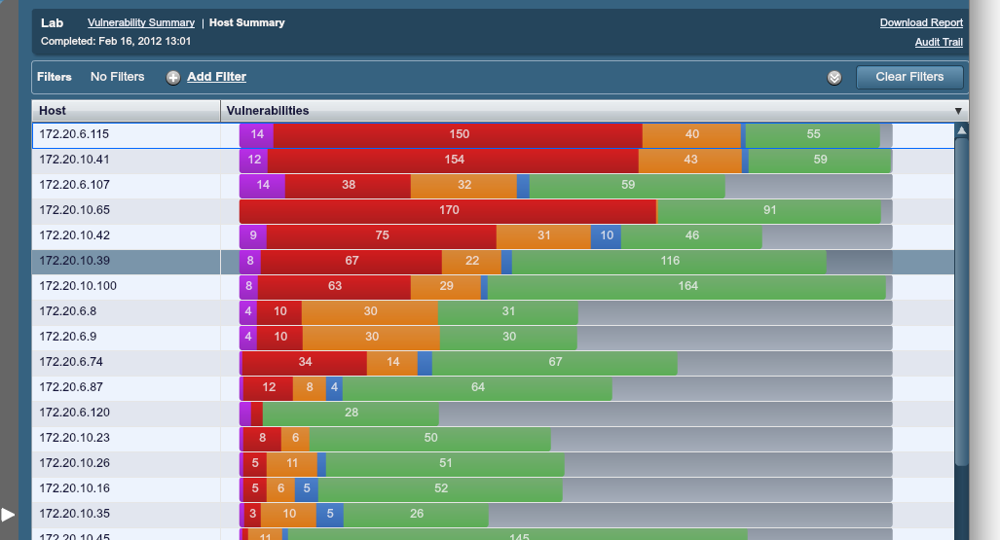 Lab Vulnerability Summary | Host Summary Download Report
Completed: Feb 16, 2012 13:01 Audit Trail
Filters No Filters Add Filter Clear Filters
Host Vulnerabilities
172.20.6.115 14 150 40 55
172.20.10.41 12 154 43 59
172.20.6.107 14 38 32 59
172.20.10.65 170 91
172.20.10.42 9 75 31 10 46
172.20.10.39 8 67 22 116
172.20.10.100 8 63 29 164
172.20.6.8 4 10 30 31
172.20.6.9 4 10 30 30
172.20.6.74 34 14 67
172.20.6.87 12 8 4 64
172.20.6.120 28
172.20.10.23 8 6 50
172.20.10.26 5 11 51
172.20.10.16 5 6 5 52
172.20.10.35 3 10 5 26
172.20.10.45 11 145